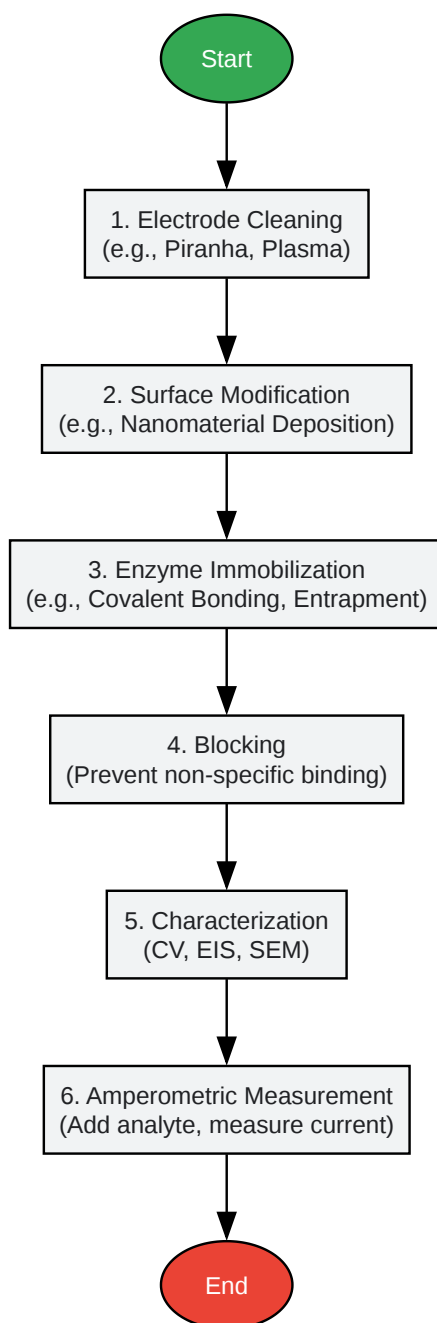 Start
1. Electrode Cleaning
(e.g., Piranha, Plasma)
2. Surface Modification
(e.g., Nanomaterial Deposition)
3. Enzyme Immobilization
(e.g., Covalent Bonding, Entrapment)
4. Blocking
(Prevent non-specific binding)
5. Characterization
(CV, EIS, SEM)
6. Amperometric Measurement
(Add analyte, measure current)
End